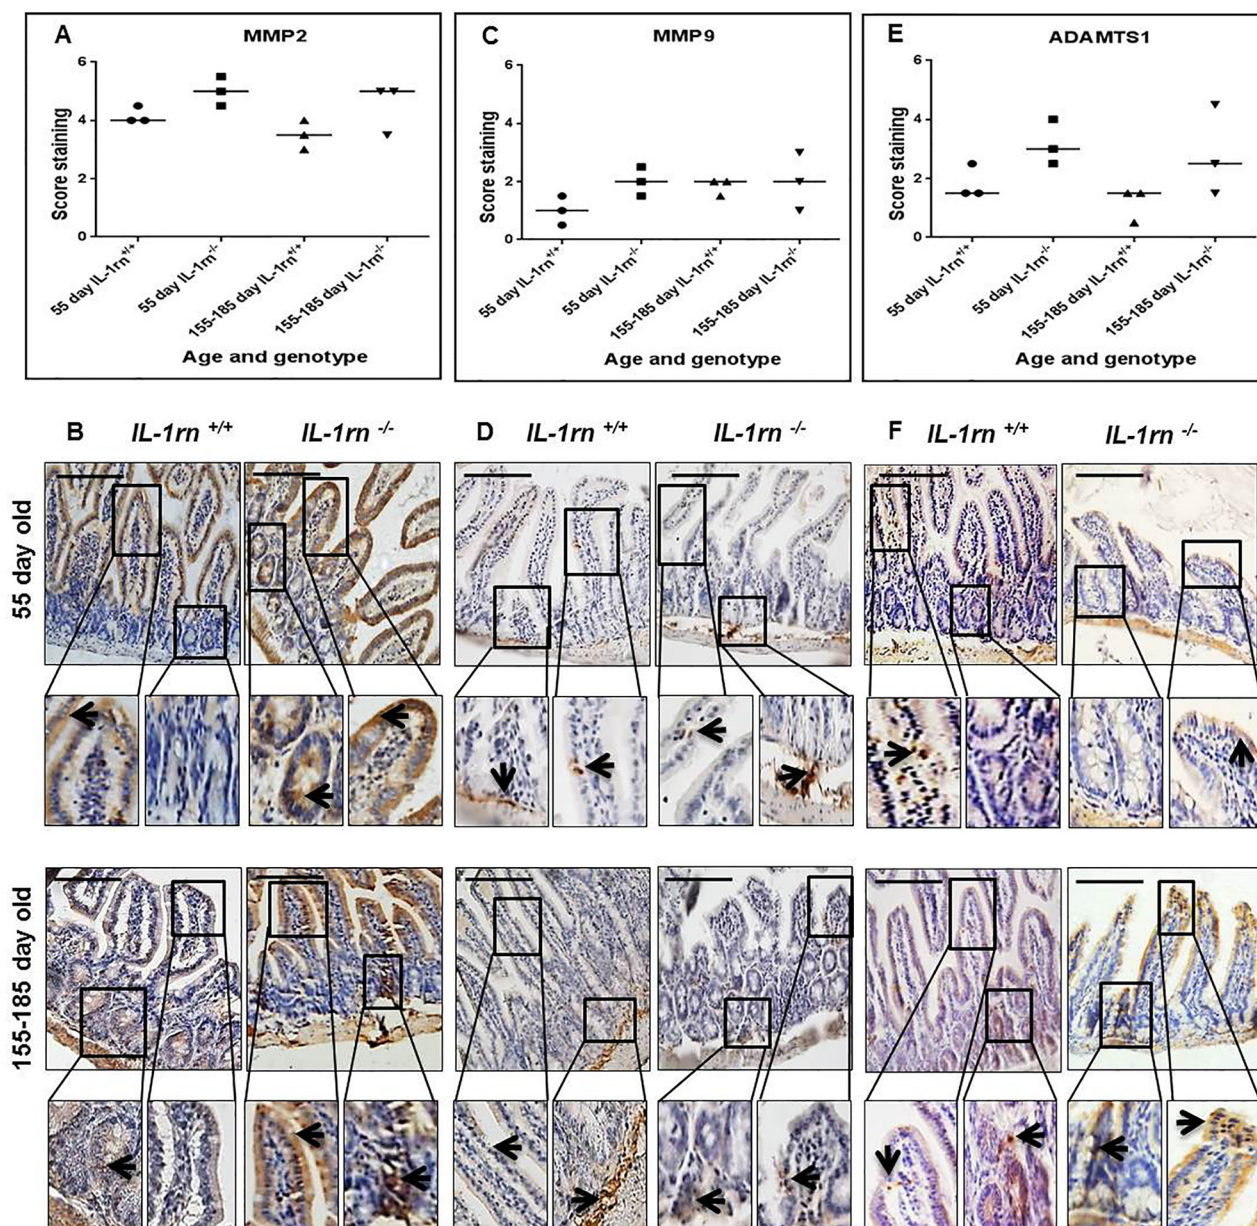 A MMP2
6
4
2
0
Score staining
55 day IL-1rn+/+
55 day IL-1rn-/-
155-185 day IL-1rn+/+
155-185 day IL-1rn-/-
Age and genotype
C MMP9
6
4
2
0
Score staining
55 day IL-1rn+/+
55 day IL-1rn-/-
155-185 day IL-1rn+/+
155-185 day IL-1rn-/-
Age and genotype
E ADAMTS1
6
4
2
0
Score staining
55 day IL-1rn+/+
55 day IL-1rn-/-
155-185 day IL-1rn+/+
155-185 day IL-1rn-/-
Age and genotype
B IL-1rn +/+ IL-1rn -/-
D IL-1rn +/+ IL-1rn -/-
F IL-1rn +/+ IL-1rn -/-
55 day old
155-185 day old